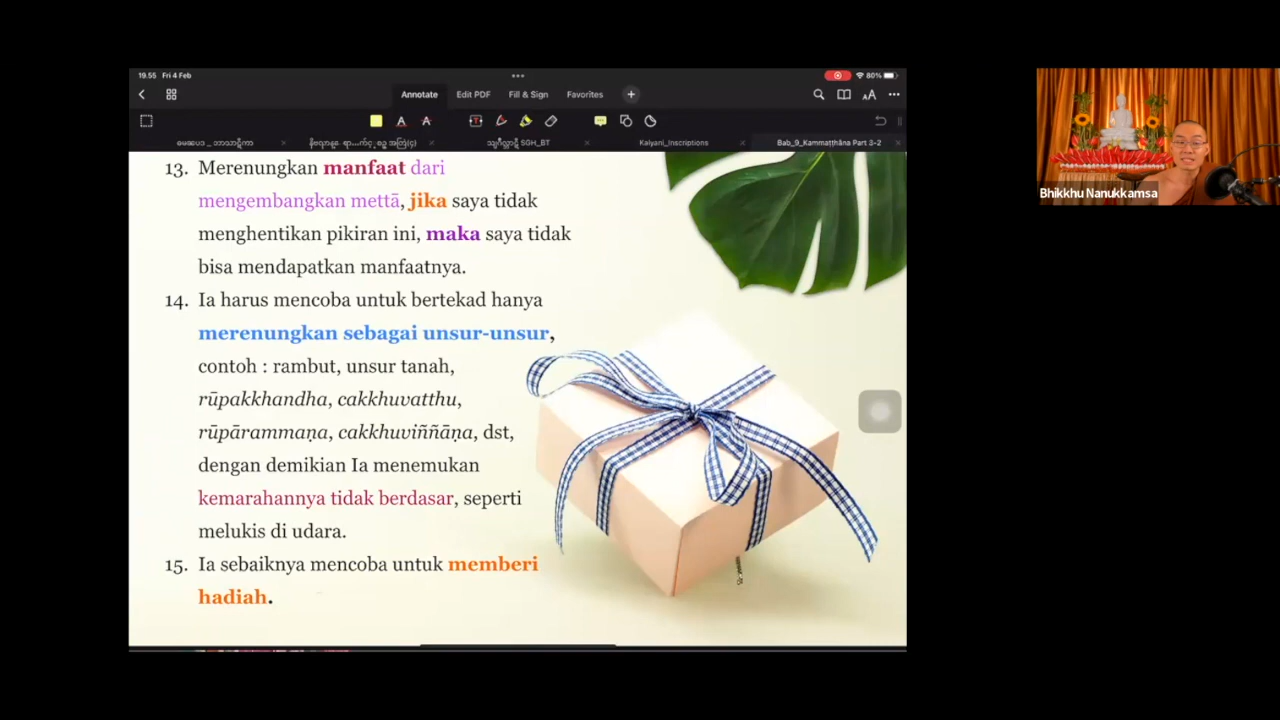 19.55 Fri 4 Feb
80%
Annotate Edit PDF Fill & Sign Favorites
Kalyani_Inscriptions
Bab_9_Kammaṭṭhāna Part 3-2
13. Merenungkan manfaat dari
mengembangkan mettā, jika saya tidak
menghentikan pikiran ini, maka saya tidak
bisa mendapatkan manfaatnya.
14. Ia harus mencoba untuk bertekad hanya
merenungkan sebagai unsur-unsur,
contoh : rambut, unsur tanah,
rūpakkhandha, cakkhuvatthu,
rūpārammaṇa, cakkhuviññāṇa, dst,
dengan demikian Ia menemukan
kemarahannya tidak berdasar, seperti
melukis di udara.
15. Ia sebaiknya mencoba untuk memberi
hadiah.
Bhikkhu Nanukkamsa